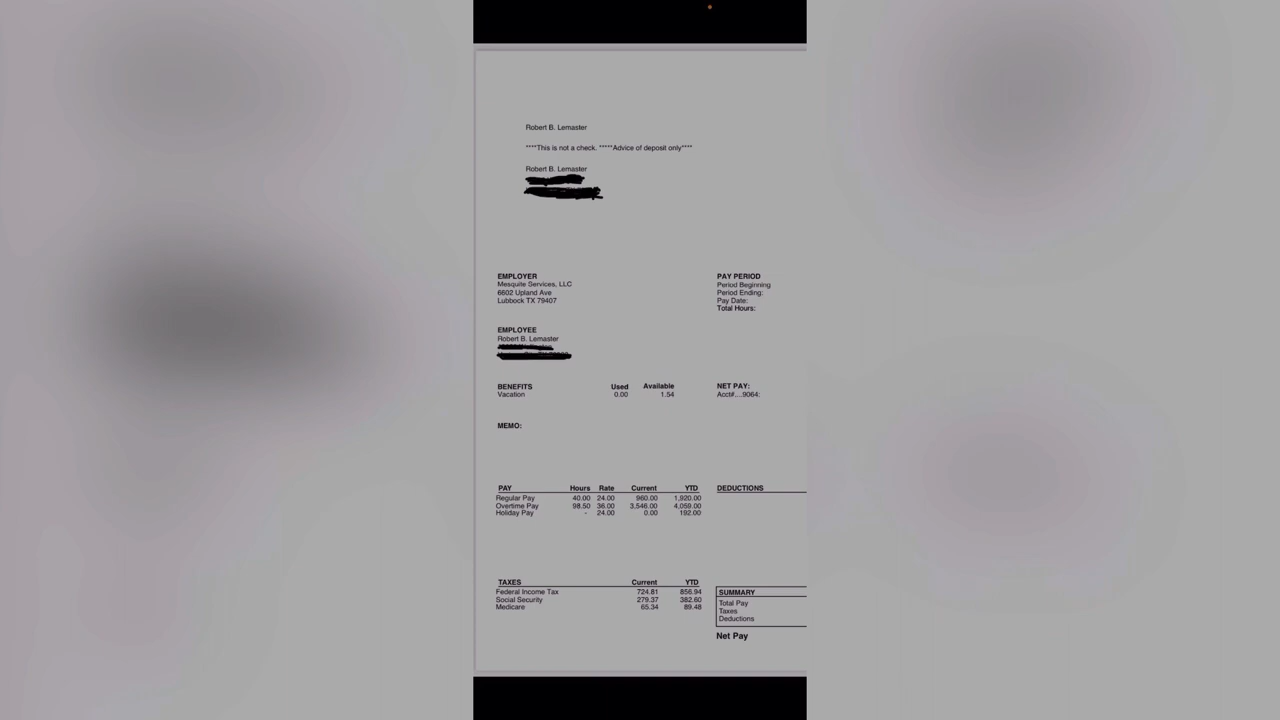 Robert B. Lemaster
****This is not a check. *****Advice of deposit only****
Robert B. Lemaster
EMPLOYER
Mesquite Services, LLC
6602 Upland Ave
Lubbock TX 79407
PAY PERIOD
Period Beginning
Period Ending:
Pay Date:
Total Hours:
EMPLOYEE
Robert B. Lemaster
BENEFITS Used Available
Vacation 0.00 1.54
NET PAY:
Acct#....9064:
MEMO:
PAY Hours Rate Current YTD
Regular Pay 40.00 24.00 960.00 1,920.00
Overtime Pay 98.50 36.00 3,546.00 4,059.00
Holiday Pay - 24.00 0.00 192.00
DEDUCTIONS
TAXES Current YTD
Federal Income Tax 724.81 856.94
Social Security 279.37 382.60
Medicare 65.34 89.48
SUMMARY
Total Pay
Taxes
Deductions
Net Pay